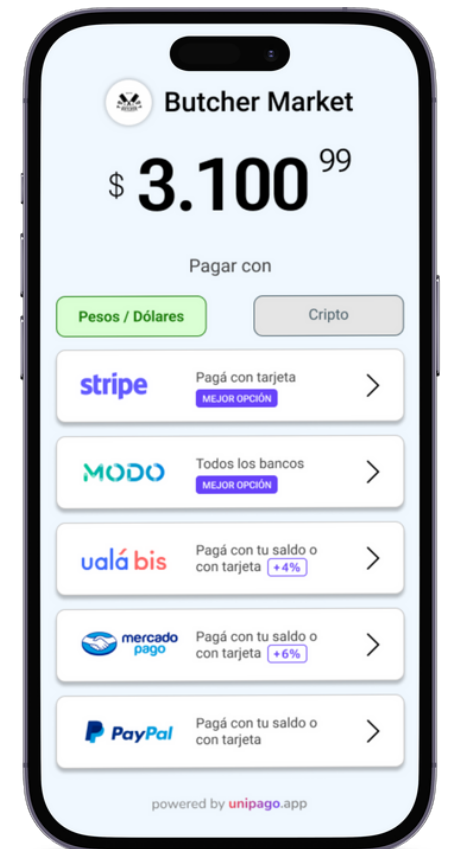 Butcher Market
$ 3.100 99
Pagar con
Pesos / Dólares
Cripto
stripe
Pagá con tarjeta
MEJOR OPCIÓN
MODO
Todos los bancos
MEJOR OPCIÓN
ualá bis
Pagá con tu saldo o
con tarjeta +4%
mercado
pago
Pagá con tu saldo o
con tarjeta +6%
PayPal
Pagá con tu saldo o
con tarjeta
powered by unipago.app